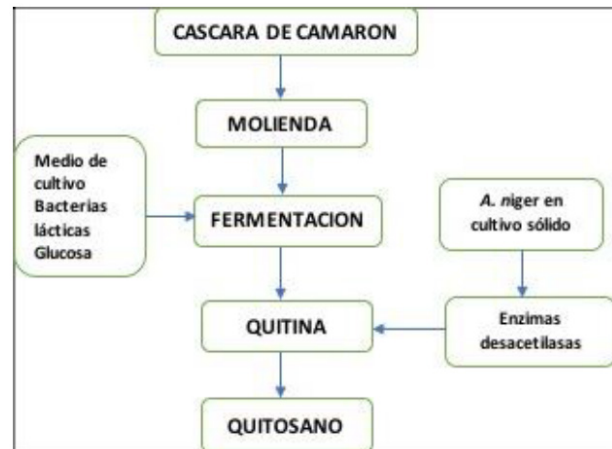 CASCARA DE CAMARON
MOLIENDA
Medio de
cultivo
Bacterias
lácticas
Glucosa
FERMENTACION
A. niger en
cultivo sólido
QUITINA
Enzimas
desacetilasas
QUITOSANO